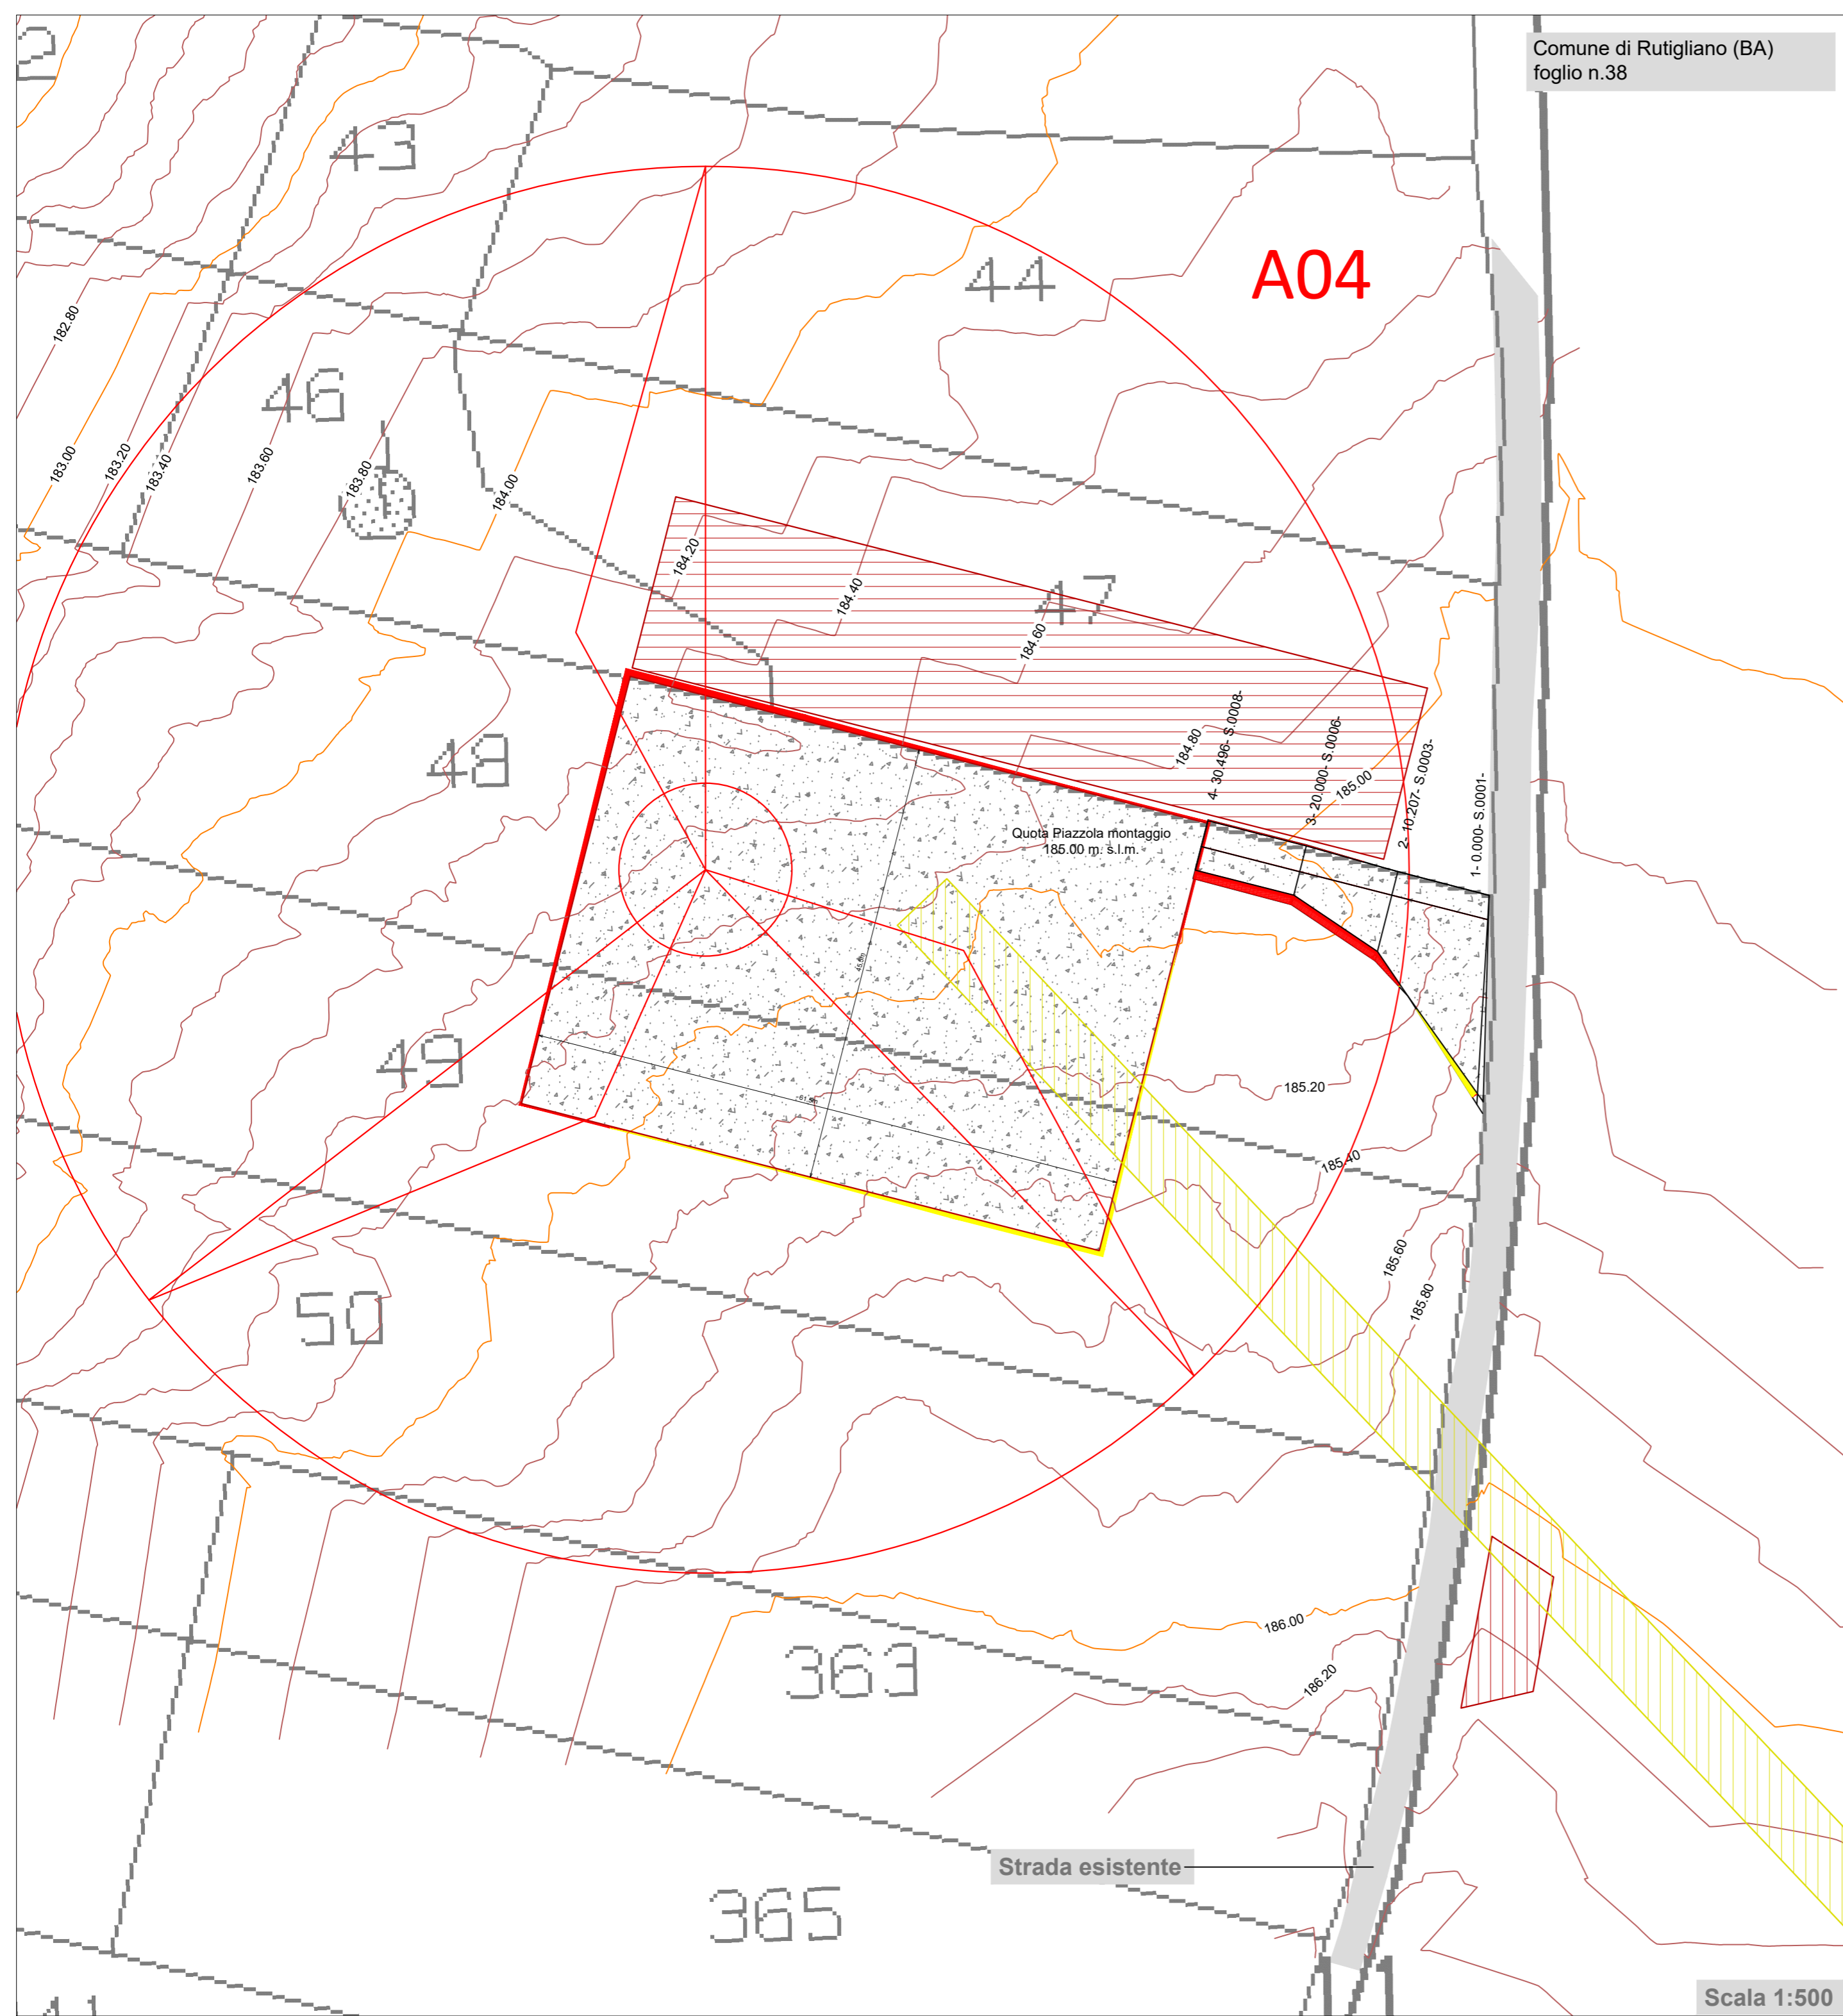 Comune di Rutigliano (BA)
foglio n.38
43
44
A04
182.80
46
183.00
183.20
183.40
183.60
183.80
184.00
184.20
184.40
47
184.60
48
184.80
4- 30.496- S.0008-
3- 20.000- S.0006-
185.00
2- 10.207- S.0003-
1- 0.000- S.0001-
Quota Piazzola montaggio
185.00 m. s.l.m.
49
185.20
185.40
185.60
185.80
50
363
186.00
186.20
Strada esistente
365
41
Scala 1:500